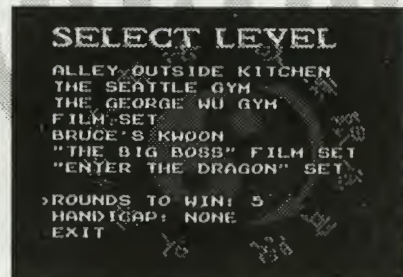 SELECT LEVEL
ALLEY OUTSIDE KITCHEN
THE SEATTLE GYM
THE GEORGE WU GYM
FILM SET
BRUCE'S KWOON
"THE BIG BOSS" FILM SET
"ENTER THE DRAGON" SET
>ROUNDS TO WIN: 5
HANDICAP: NONE
EXIT